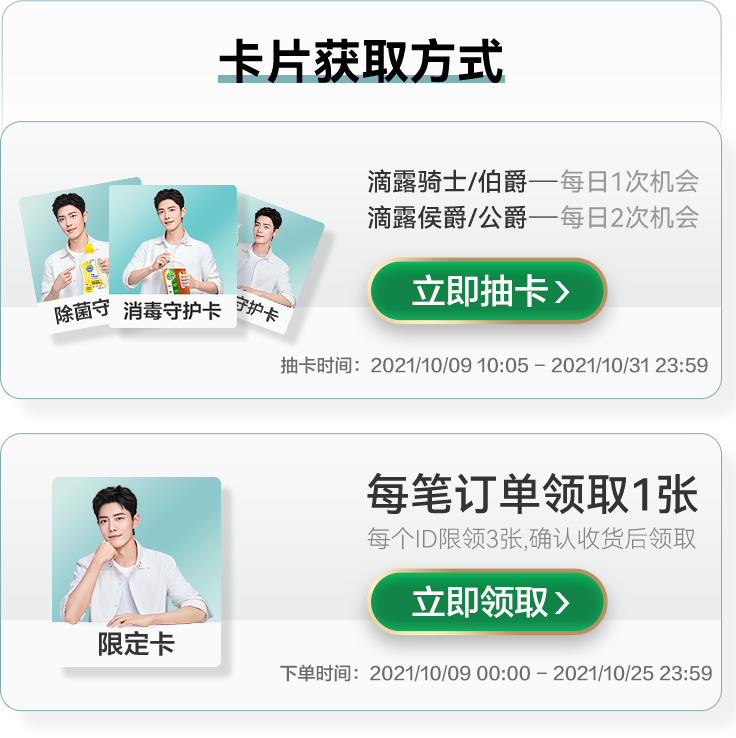 卡片获取方式
滴露骑士/伯爵—每日1次机会
滴露侯爵/公爵—每日2次机会
除菌守
消毒守护卡
守护卡
立即抽卡 >
抽卡时间：2021/10/09 10:05 – 2021/10/31 23:59
每笔订单领取1张
每个ID限领3张,确认收货后领取
立即领取 >
限定卡
下单时间：2021/10/09 00:00 – 2021/10/25 23:59